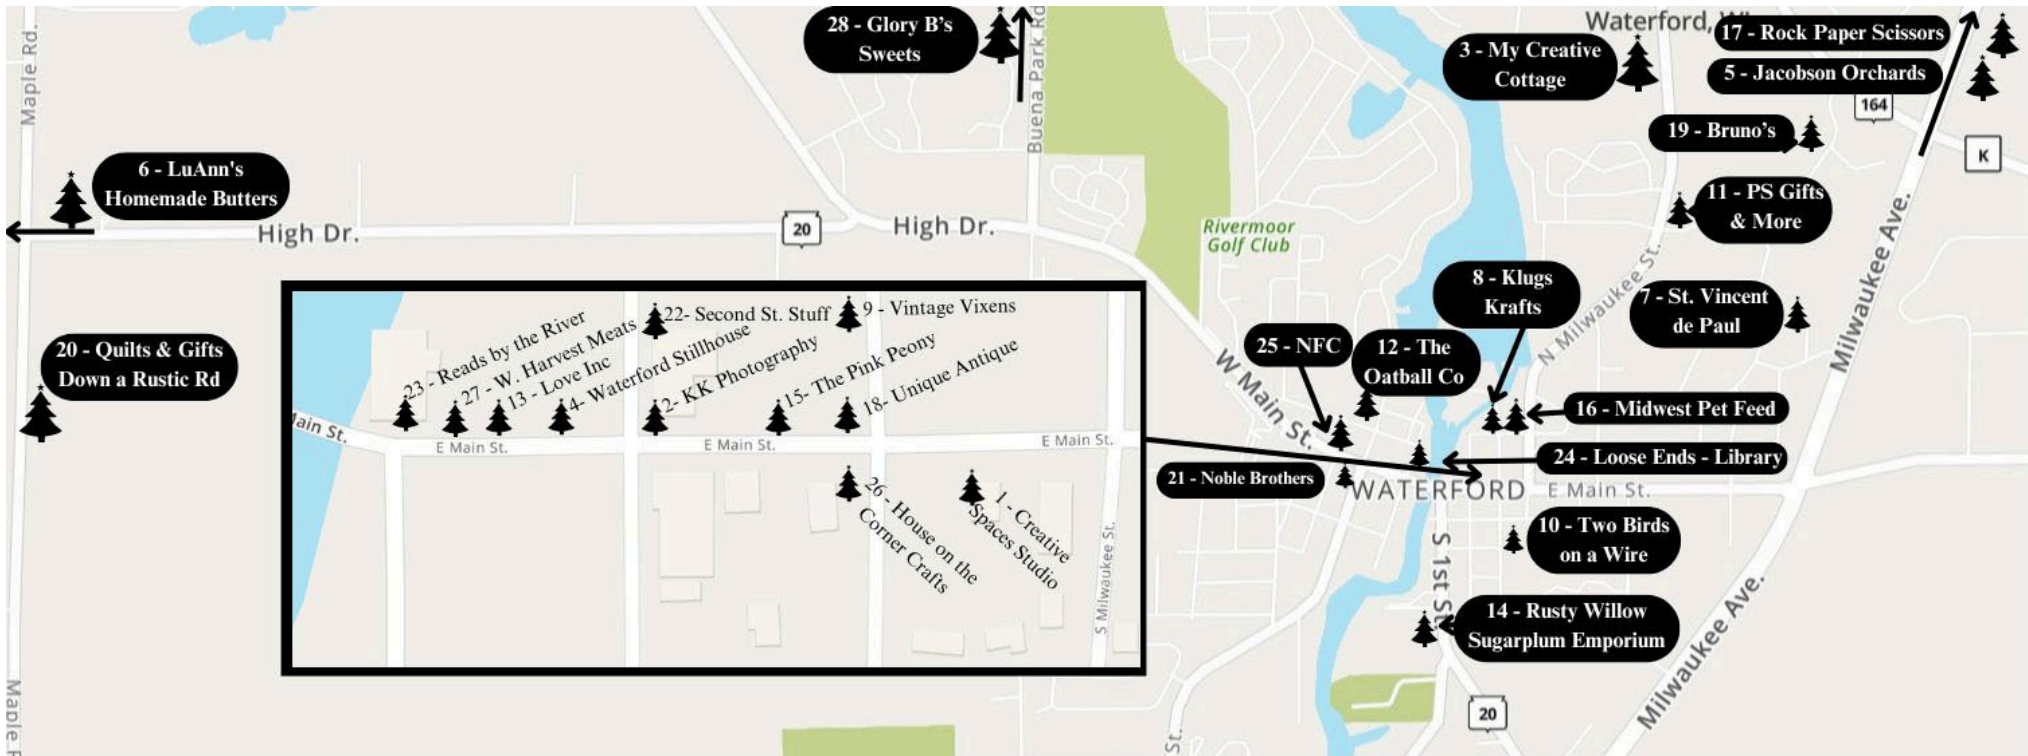 Maple Rd.
28 - Glory B's
Sweets
Buena Park Rd
Waterford, WI
17 - Rock Paper Scissors
3 - My Creative
Cottage
5 - Jacobson Orchards
164
19 - Bruno's
K
6 - LuAnn's
Homemade Butters
11 - PS Gifts
& More
High Dr.
20
High Dr.
Rivermoor
Golf Club
Milwaukee Ave.
N Milwaukee St.
8 - Klugs
Krafts
7 - St. Vincent
de Paul
20 - Quilts & Gifts
Down a Rustic Rd
23 - Reads by the River
27 - W. Harvest Meats
13 - Love Inc
4- Waterford Stillhouse
22- Second St. Stuff
2- KK Photography
9 - Vintage Vixens
15- The Pink Peony
18- Unique Antique
Main St.
E Main St.
E Main St.
E Main St.
26 - House on the
Corner Crafts
1 - Creative
Spaces Studio
S Milwaukee St.
W Main St.
25 - NFC
12 - The
Oatball Co
16 - Midwest Pet Feed
24 - Loose Ends - Library
21 - Noble Brothers
WATERFORD
E Main St.
10 - Two Birds
on a Wire
S 1st St.
14 - Rusty Willow
Sugarplum Emporium
Milwaukee Ave.
20
Maple R
St.